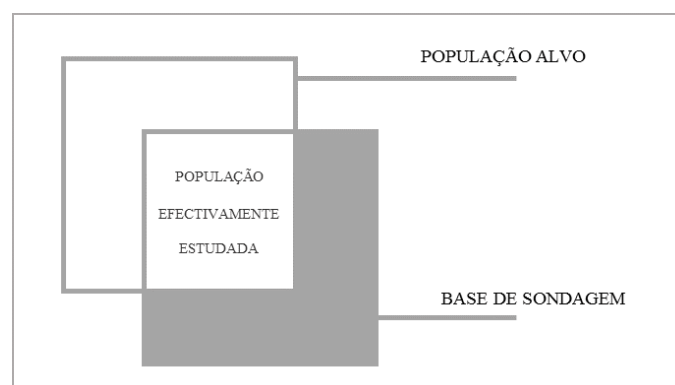 POPULAÇÃO ALVO
POPULAÇÃO
EFECTIVAMENTE
ESTUDADA
BASE DE SONDAGEM